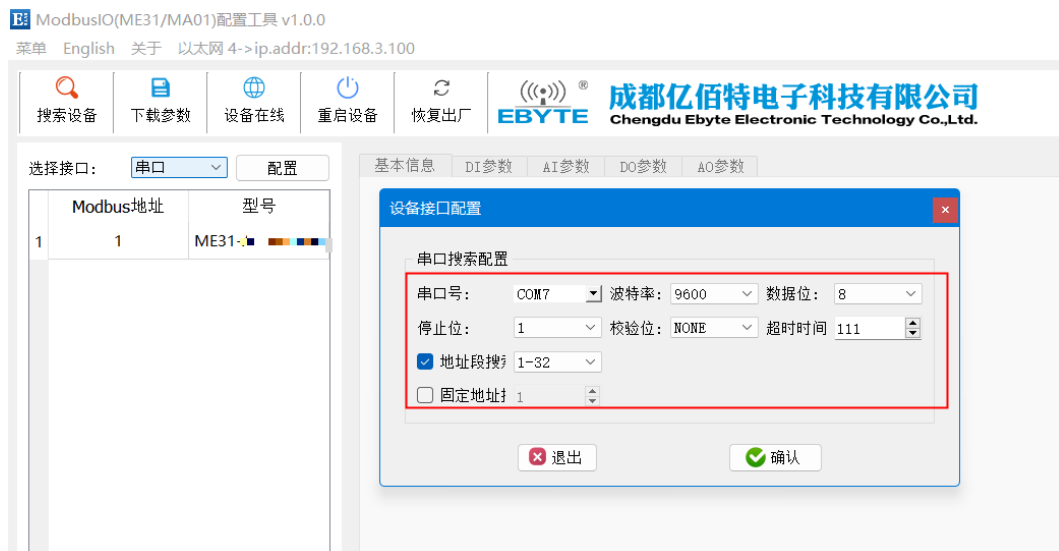 ModbusIO(ME31/MA01)配置工具 v1.0.0
菜单 English 关于 以太网 4->ip.addr:192.168.3.100
搜索设备 下载参数 设备在线 重启设备 恢复出厂
EBYTE ®
成都亿佰特电子科技有限公司
Chengdu Ebyte Electronic Technology Co.,Ltd.
选择接口: 串口 配置
Modbus地址 型号
1 1 ME31-
基本信息 DI参数 AI参数 DO参数 AO参数
设备接口配置
串口搜索配置
串口号: COM7 波特率: 9600 数据位: 8
停止位: 1 校验位: NONE 超时时间 111
地址段搜 1-32
固定地址 1
退出 确认